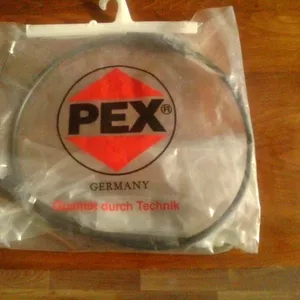 PEX®
GERMANY
Qualität durch Technik